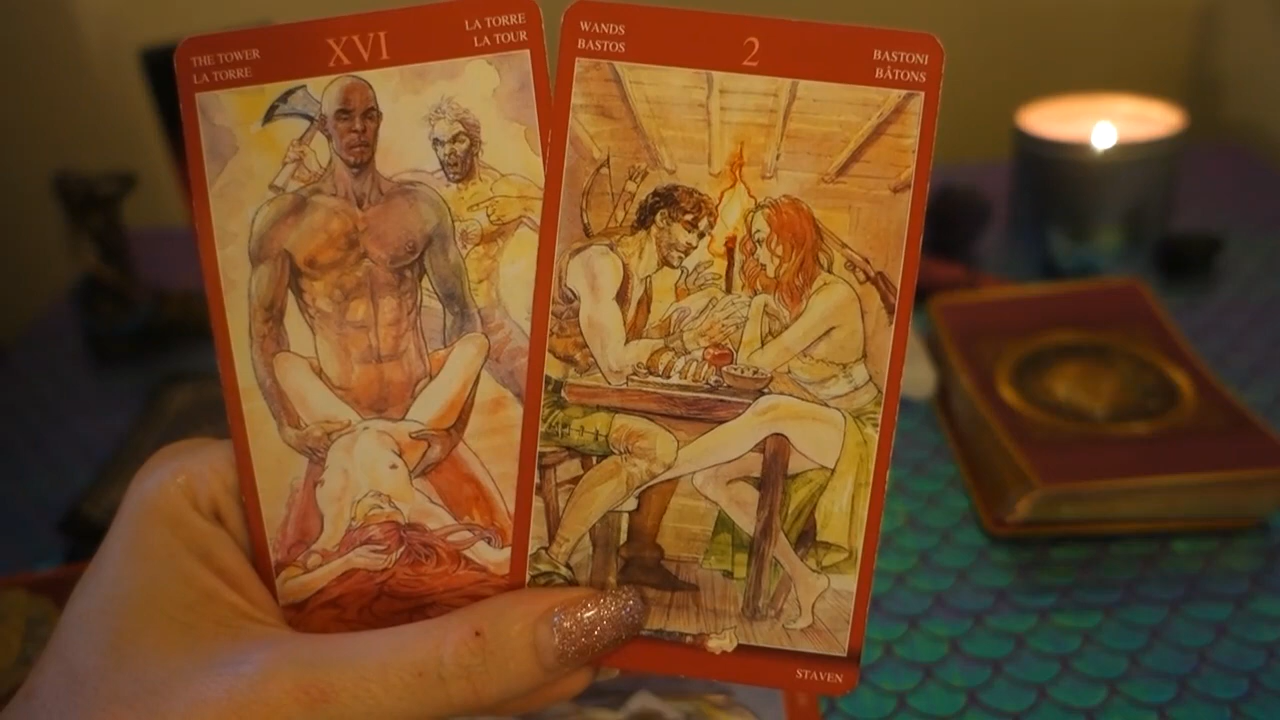 THE TOWER
LA TORRE
XVI
LA TORRE
LA TOUR
WANDS
BASTOS
2
BASTONI
BÂTONS
STAVEN